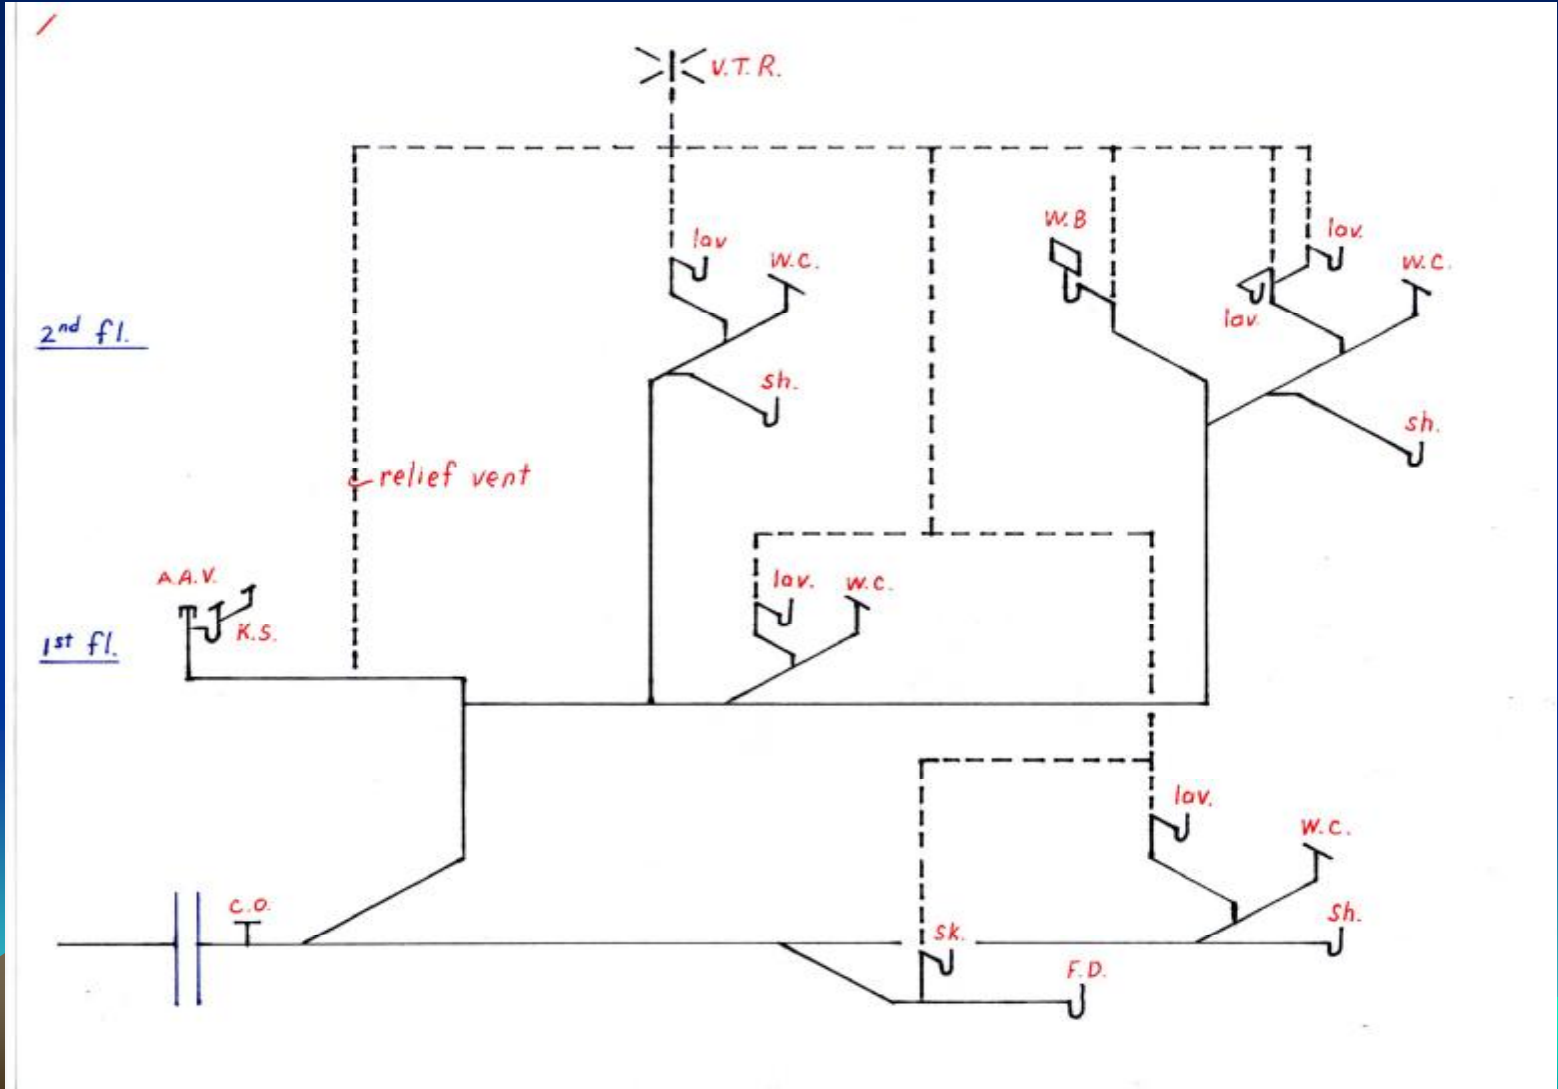 V.T.R.
lav
W.C.
W.B
lav.
W.C.
lav.
2nd fl.
sh.
sh.
relief vent
A.A.V.
lav.
W.C.
K.S.
1st fl.
lav.
W.C.
C.O.
Sh.
sk.
F.D.